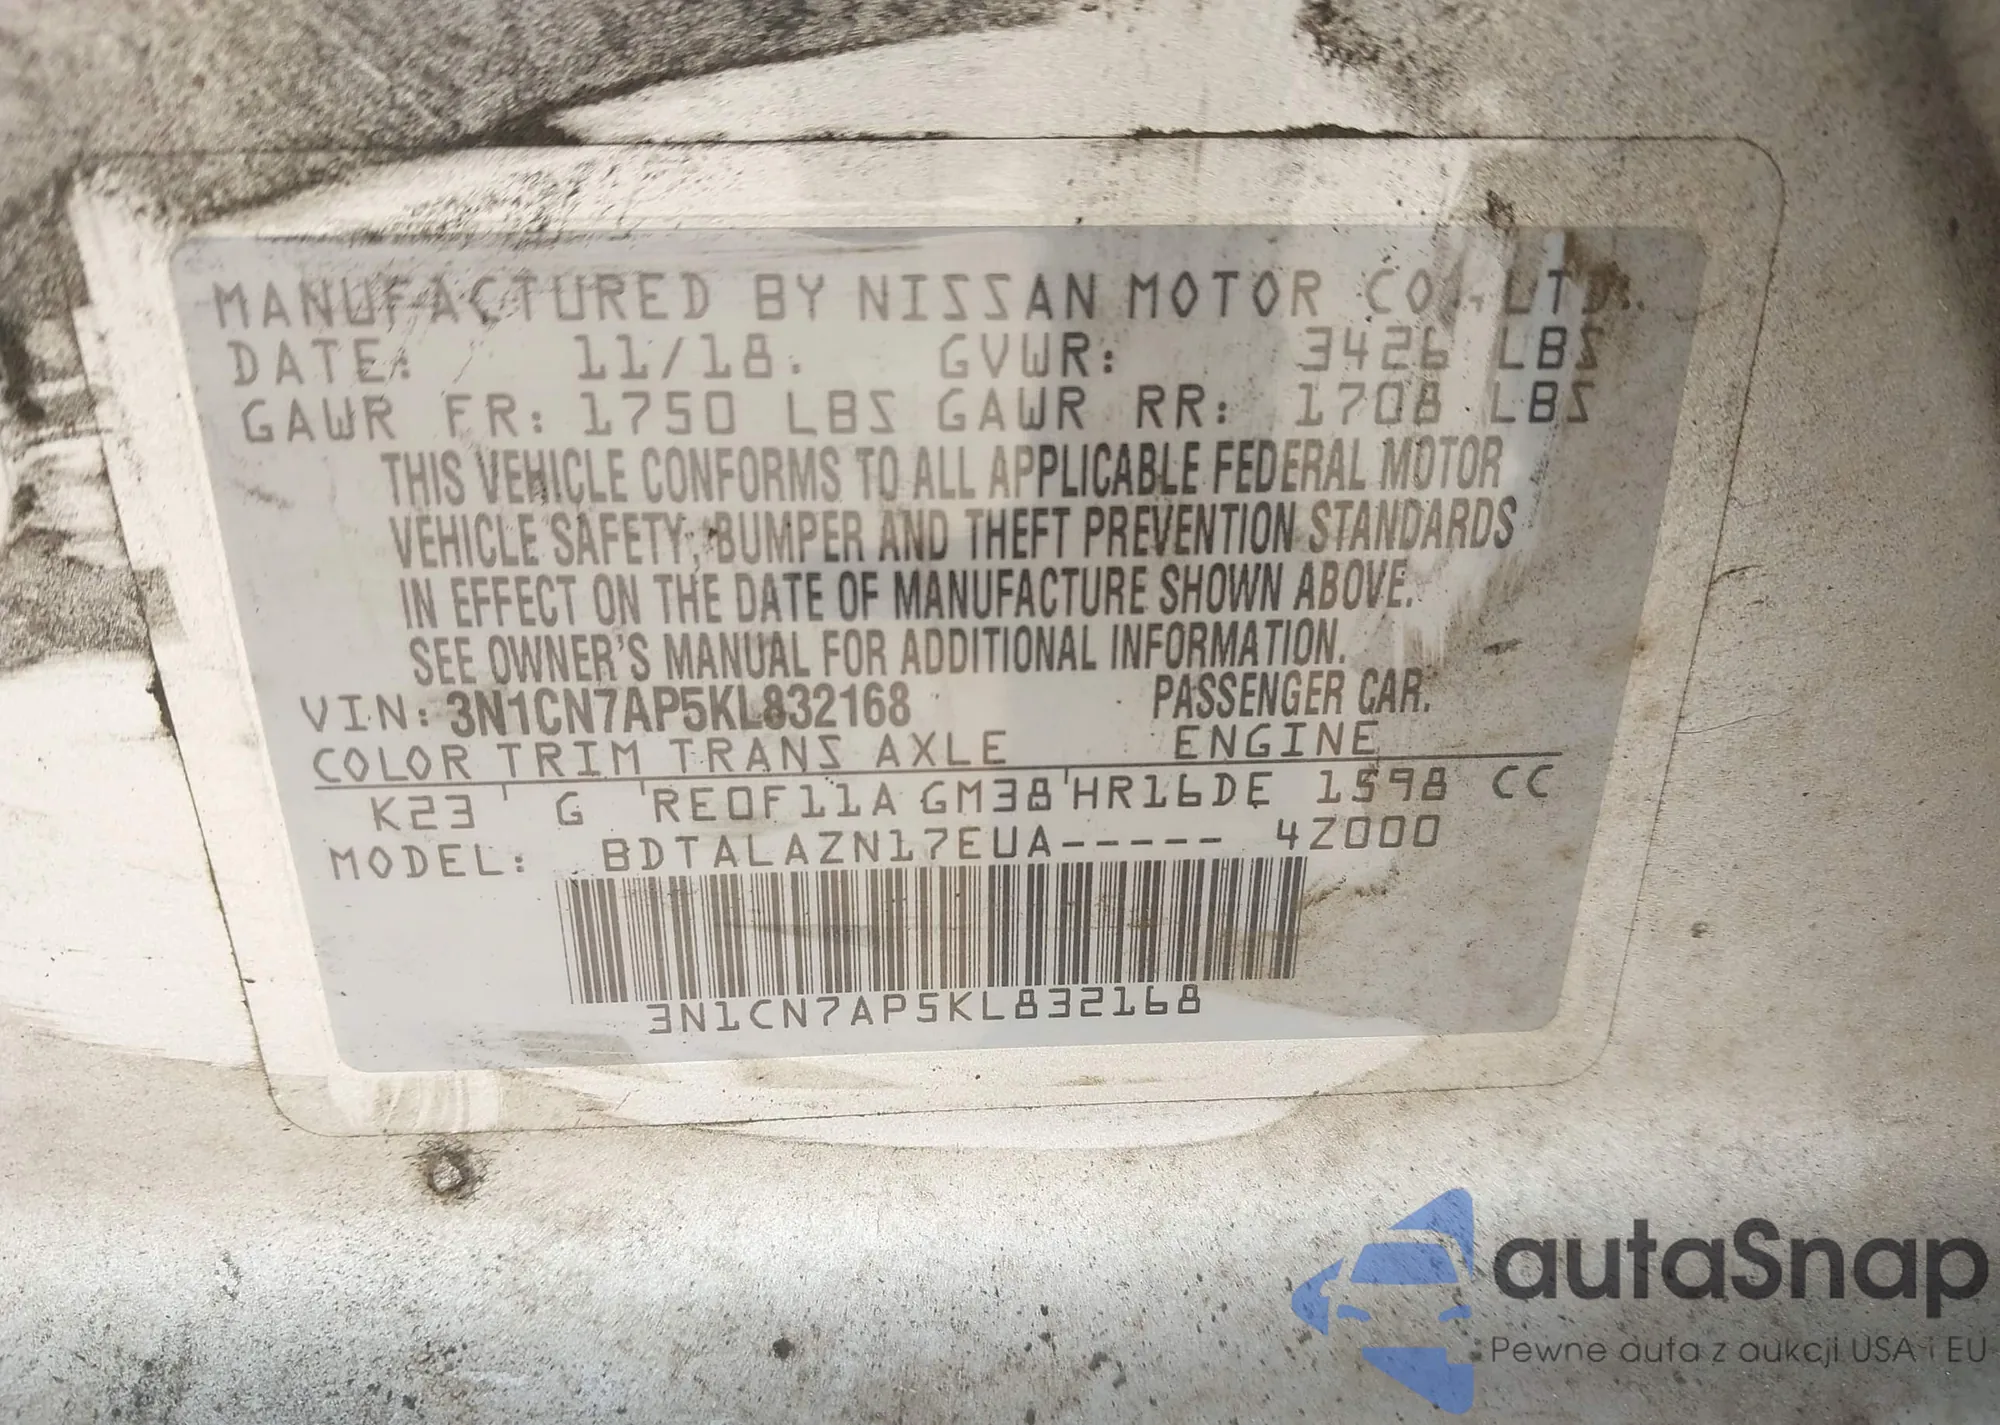 MANUFACTURED BY NISSAN MOTOR CO., LTD.
DATE: 11/18. GVWR: 3426 LBS
GAWR FR: 1750 LBS GAWR RR: 1708 LBS
THIS VEHICLE CONFORMS TO ALL APPLICABLE FEDERAL MOTOR
VEHICLE SAFETY, BUMPER AND THEFT PREVENTION STANDARDS
IN EFFECT ON THE DATE OF MANUFACTURE SHOWN ABOVE.
SEE OWNER'S MANUAL FOR ADDITIONAL INFORMATION.
VIN: 3N1CN7AP5KL832168 PASSENGER CAR.
COLOR TRIM TRANS AXLE ENGINE
K23 G RE0F11A GM38 HR16DE 1598 CC
MODEL: BDTALAZN17EUA----- 4Z000
3N1CN7AP5KL832168
autaSnap
Pewne auta z aukcji USA i EU